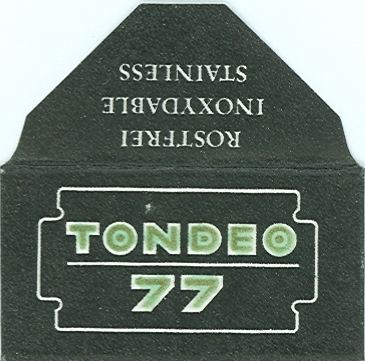 ROSTFREI
INOXYDABLE
STAINLESS
TONDEO
77